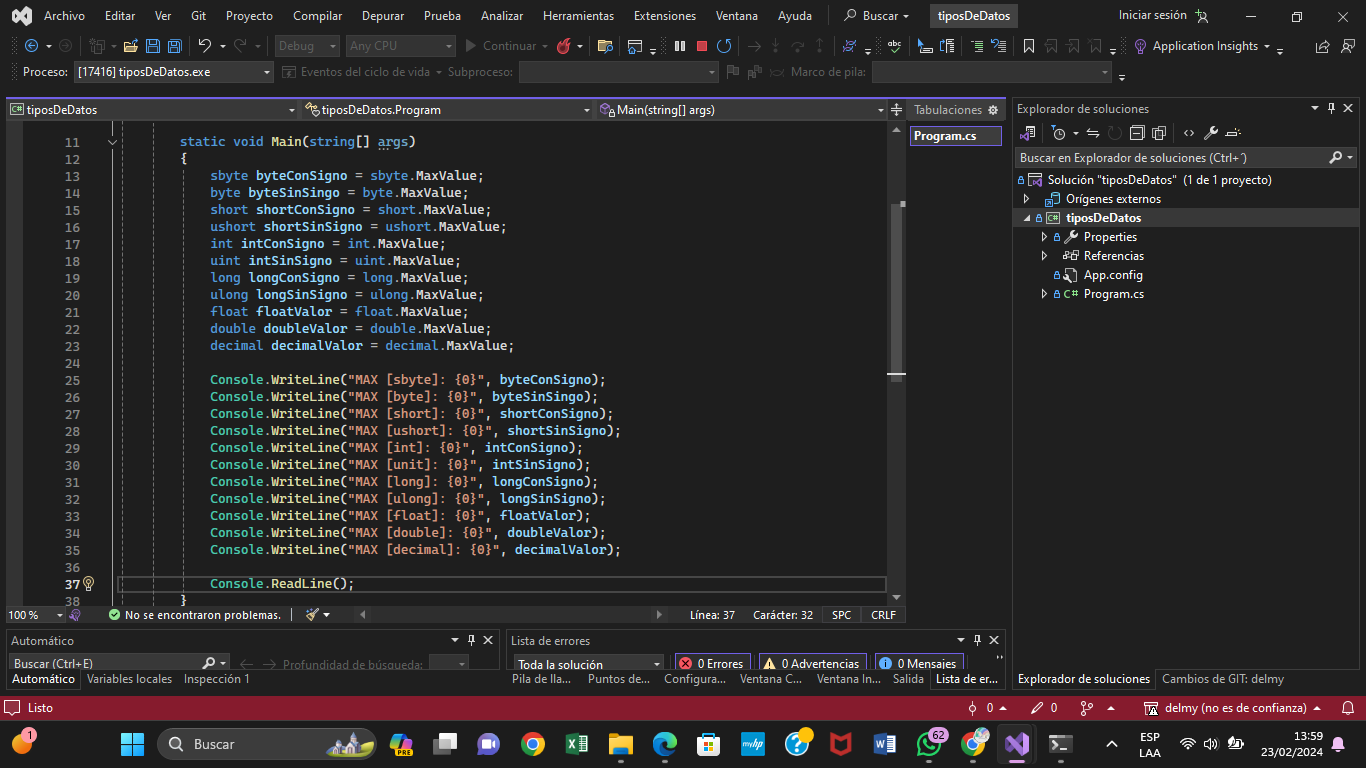 Archivo Editar Ver Git Proyecto Compilar Depurar Prueba Analizar Herramientas Extensiones Ventana Ayuda Buscar tiposDeDatos Iniciar sesión
Debug Any CPU Continuar Application Insights
Proceso: [17416] tiposDeDatos.exe Eventos del ciclo de vida Subproceso: Marco de pila:
tiposDeDatos tiposDeDatos.Program Main(string[] args)
11 static void Main(string[] args)
12 {
13 sbyte byteConSigno = sbyte.MaxValue;
14 byte byteSinSingo = byte.MaxValue;
15 short shortConSigno = short.MaxValue;
16 ushort shortSinSigno = ushort.MaxValue;
17 int intConSigno = int.MaxValue;
18 uint intSinSigno = uint.MaxValue;
19 long longConSigno = long.MaxValue;
20 ulong longSinSigno = ulong.MaxValue;
21 float floatValor = float.MaxValue;
22 double doubleValor = double.MaxValue;
23 decimal decimalValor = decimal.MaxValue;
24
25 Console.WriteLine("MAX [sbyte]: {0}", byteConSigno);
26 Console.WriteLine("MAX [byte]: {0}", byteSinSingo);
27 Console.WriteLine("MAX [short]: {0}", shortConSigno);
28 Console.WriteLine("MAX [ushort]: {0}", shortSinSigno);
29 Console.WriteLine("MAX [int]: {0}", intConSigno);
30 Console.WriteLine("MAX [unit]: {0}", intSinSigno);
31 Console.WriteLine("MAX [long]: {0}", longConSigno);
32 Console.WriteLine("MAX [ulong]: {0}", longSinSigno);
33 Console.WriteLine("MAX [float]: {0}", floatValor);
34 Console.WriteLine("MAX [double]: {0}", doubleValor);
35 Console.WriteLine("MAX [decimal]: {0}", decimalValor);
36
37 Console.ReadLine();
38 }
100 % No se encontraron problemas. Línea: 37 Carácter: 32 SPC CRLF
Tabulaciones
Program.cs
Explorador de soluciones
Buscar en Explorador de soluciones (Ctrl+´)
Solución "tiposDeDatos" (1 de 1 proyecto)
Orígenes externos
C# tiposDeDatos
Properties
Referencias
App.config
C# Program.cs
Automático
Buscar (Ctrl+E) Profundidad de búsqueda:
Automático Variables locales Inspección 1
Lista de errores
Toda la solución 0 Errores 0 Advertencias 0 Mensajes
Pila de lla... Puntos de... Configura... Ventana C... Ventana In... Salida Lista de er...
Explorador de soluciones Cambios de GIT: delmy
Listo 0 0 delmy (no es de confianza)
1 Buscar PRE myhp 62 ESP LAA 13:59 23/02/2024